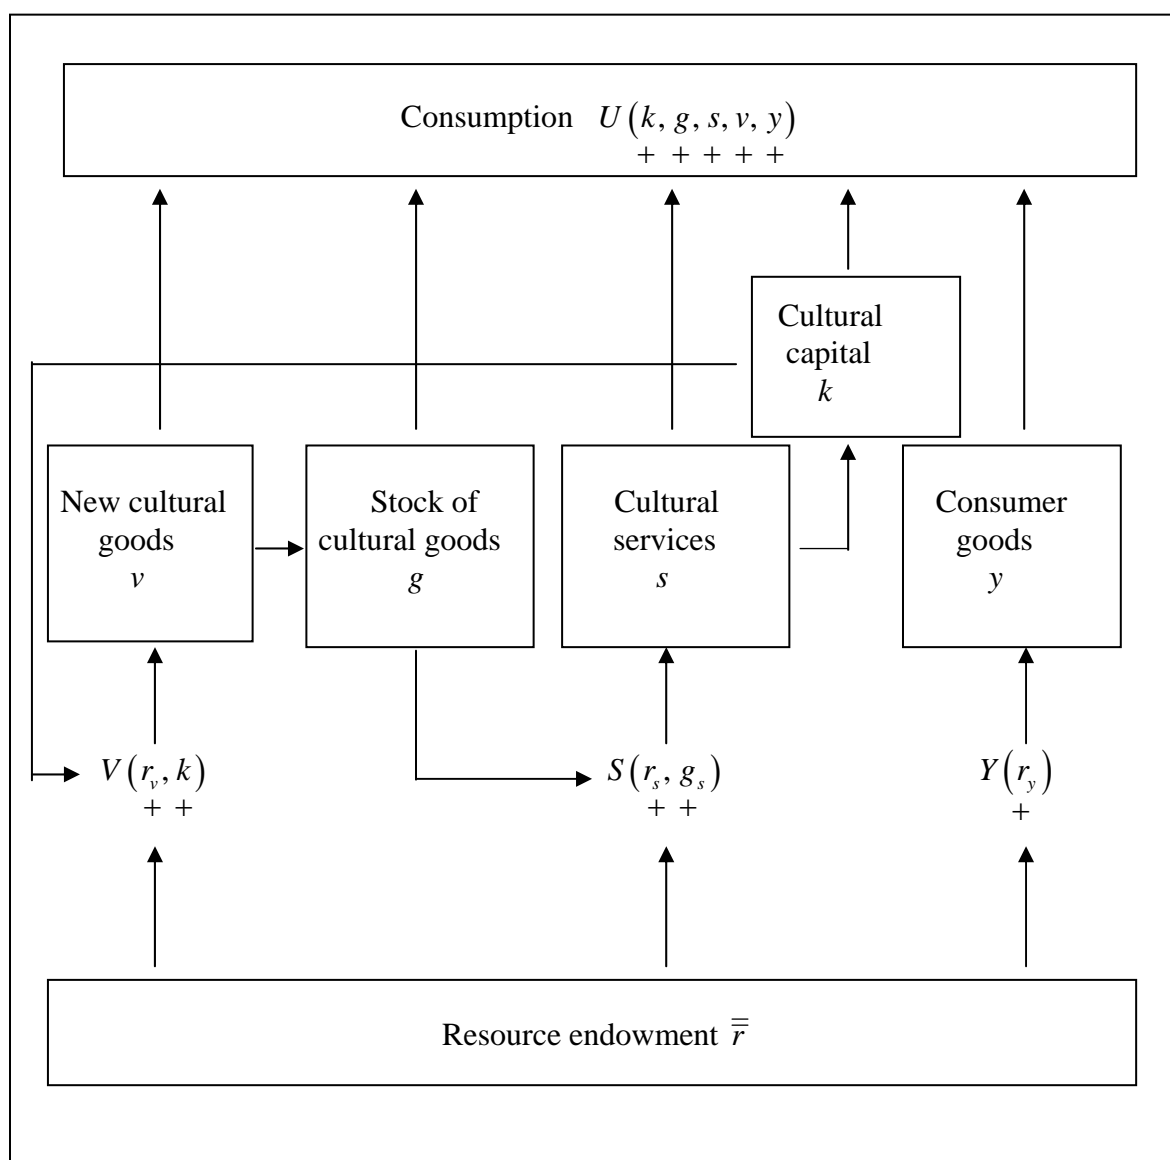 Consumption U(k, g, s, v, y)
+ + + + +
Cultural
capital
k
New cultural
goods
v
Stock of
cultural goods
g
Cultural
services
s
Consumer
goods
y
V(r_v, k)
+ +
S(r_s, g_s)
+ +
Y(r_y)
+
Resource endowment r̿